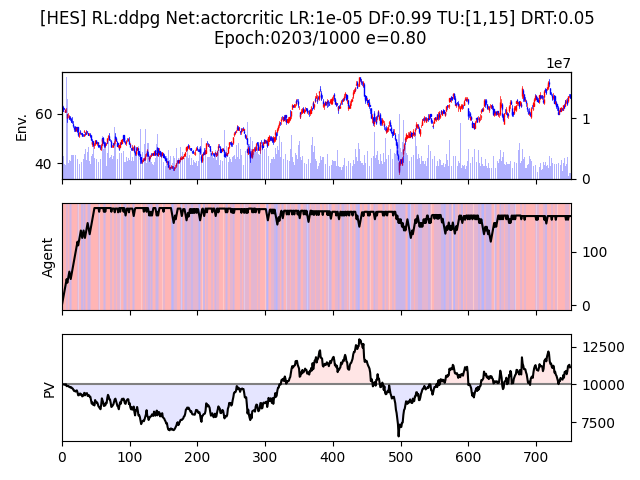 [HES] RL:ddpg Net:actorcritic LR:1e-05 DF:0.99 TU:[1,15] DRT:0.05
Epoch:0203/1000 e=0.80
1e7
Env.
60
40
1
0
Agent
100
0
PV
12500
10000
7500
0 100 200 300 400 500 600 700